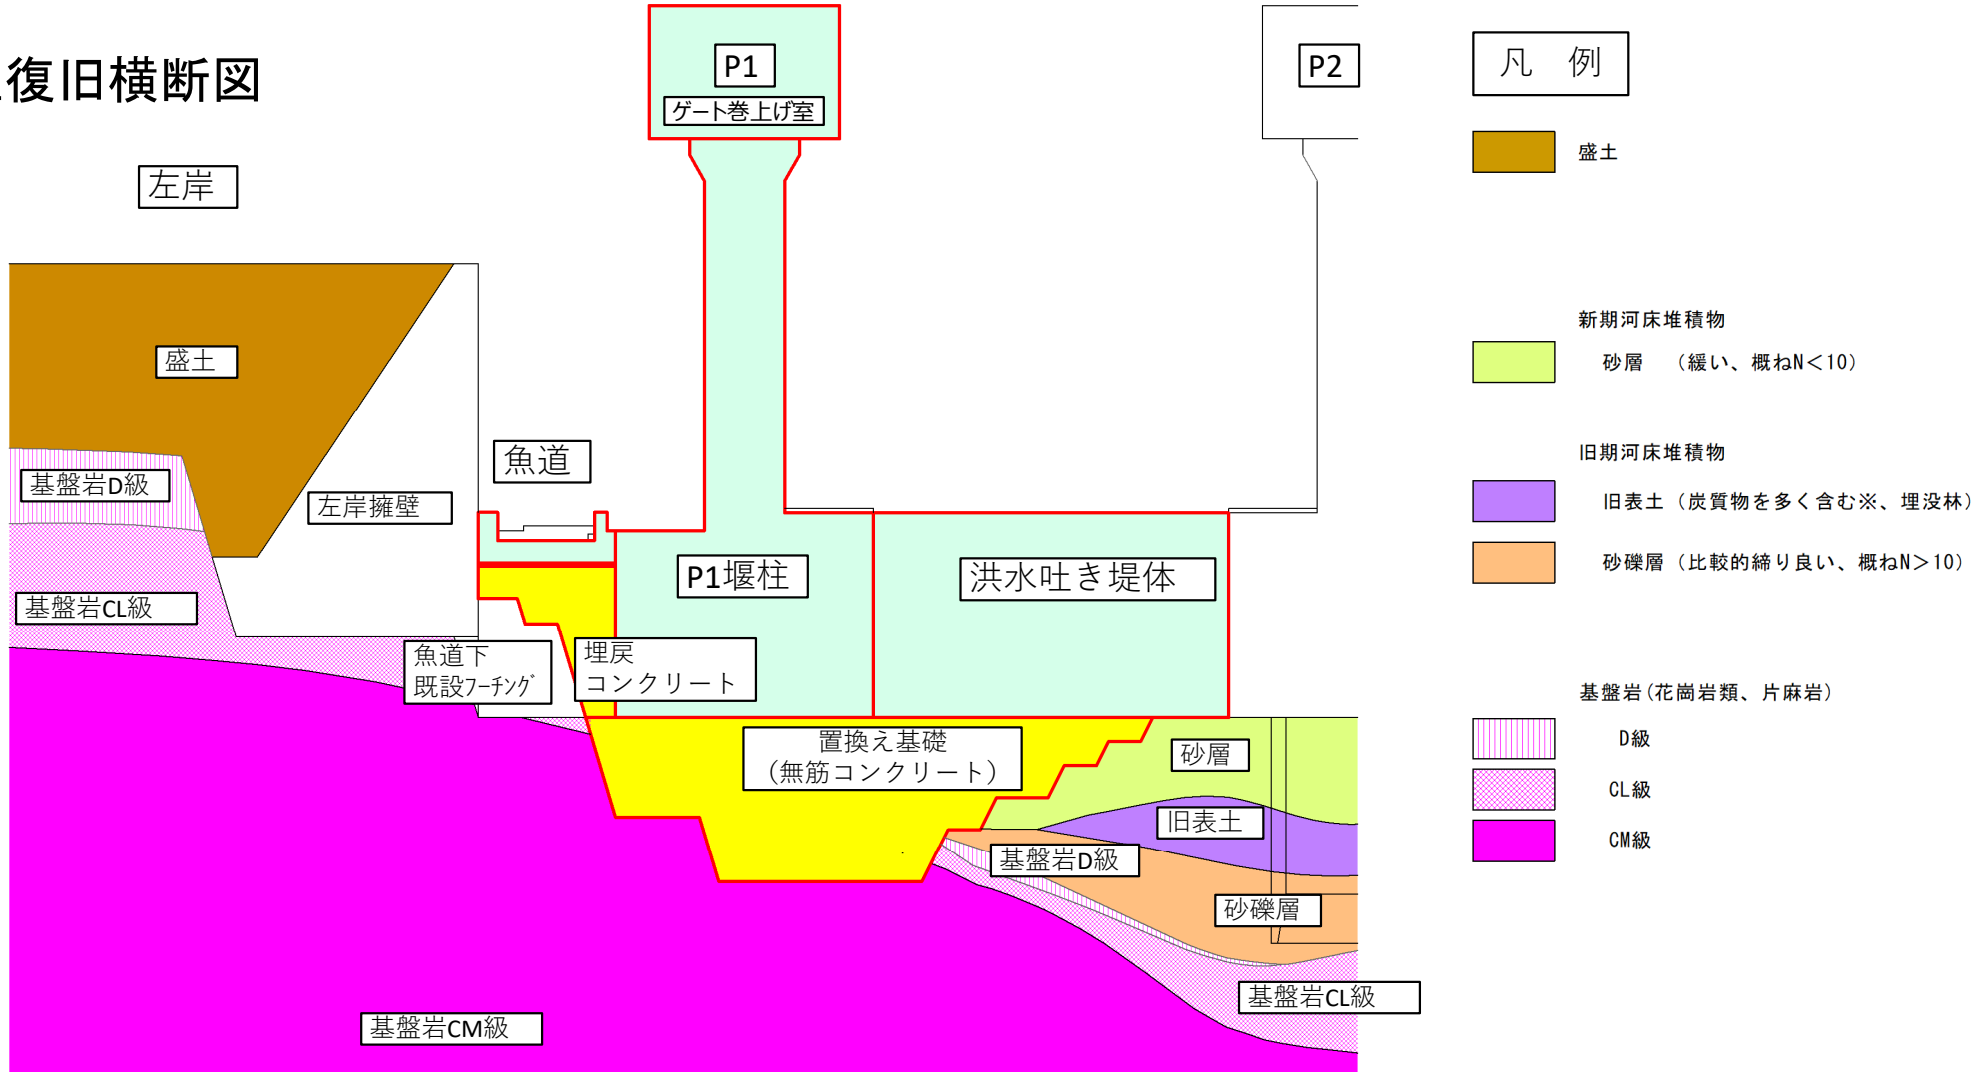 復旧横断図
左岸
P1
ゲート巻上げ室
P2
盛土
基盤岩D級
左岸擁壁
基盤岩CL級
魚道
P1堰柱
洪水吐き堤体
魚道下
既設フーチング
埋戻
コンクリート
置換え基礎
（無筋コンクリート）
砂層
旧表土
基盤岩D級
砂礫層
基盤岩CL級
基盤岩CM級
凡　例
盛土
新期河床堆積物
砂層　（緩い、概ねN＜10）
旧期河床堆積物
旧表土（炭質物を多く含む※、埋没林）
砂礫層（比較的締り良い、概ねN＞10）
基盤岩(花崗岩類、片麻岩)
D級
CL級
CM級